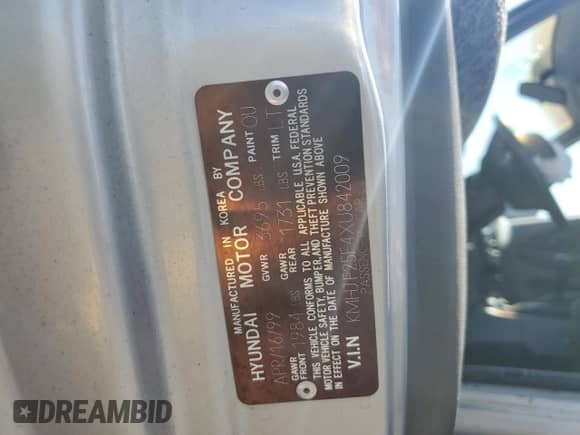 MANUFACTURED IN KOREA BY
HYUNDAI MOTOR COMPANY
APR/16/99 GVWR 3695 LBS PAINT QU
GAWR FRONT 1984 LBS GAWR REAR 1731 LBS TRIM LT
THIS VEHICLE CONFORMS TO ALL APPLICABLE U.S.A. FEDERAL
MOTOR VEHICLE SAFETY, BUMPER, AND THEFT PREVENTION STANDARDS
IN EFFECT ON THE DATE OF MANUFACTURE SHOWN ABOVE
V.I.N KMHJF25F4XU842009
DREAMBID